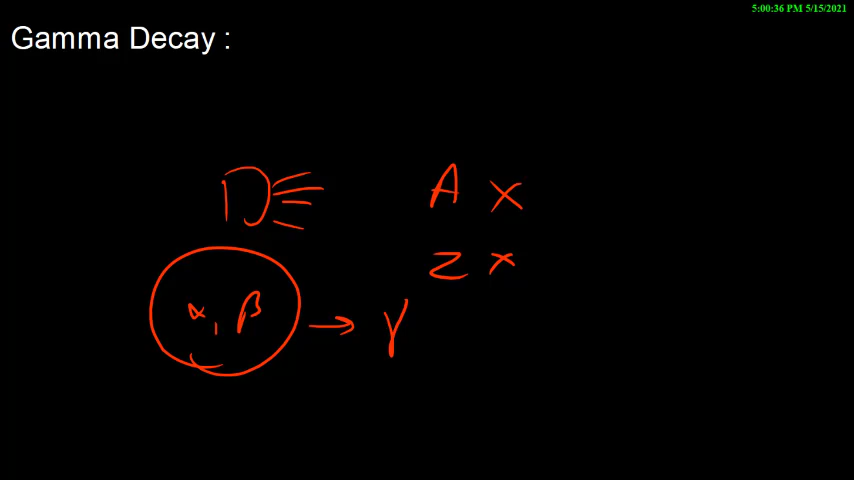 5:00:36 PM 5/15/2021
Gamma Decay :
D
A x
Z x
α, β → γ